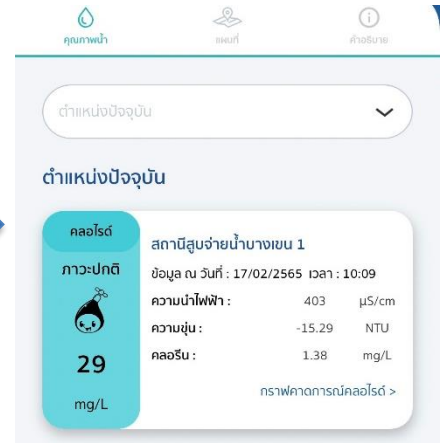 คุณภาพน้ำ
แผนที่
คำอธิบาย
ตำแหน่งปัจจุบัน
ตำแหน่งปัจจุบัน
คลอไรด์
ภาวะปกติ
29
mg/L
สถานีสูบจ่ายน้ำบางเขน 1
ข้อมูล ณ วันที่ : 17/02/2565 เวลา : 10:09
ความนำไฟฟ้า : 403 µS/cm
ความขุ่น : -15.29 NTU
คลอรีน : 1.38 mg/L
กราฟคาดการณ์คลอไรด์ >